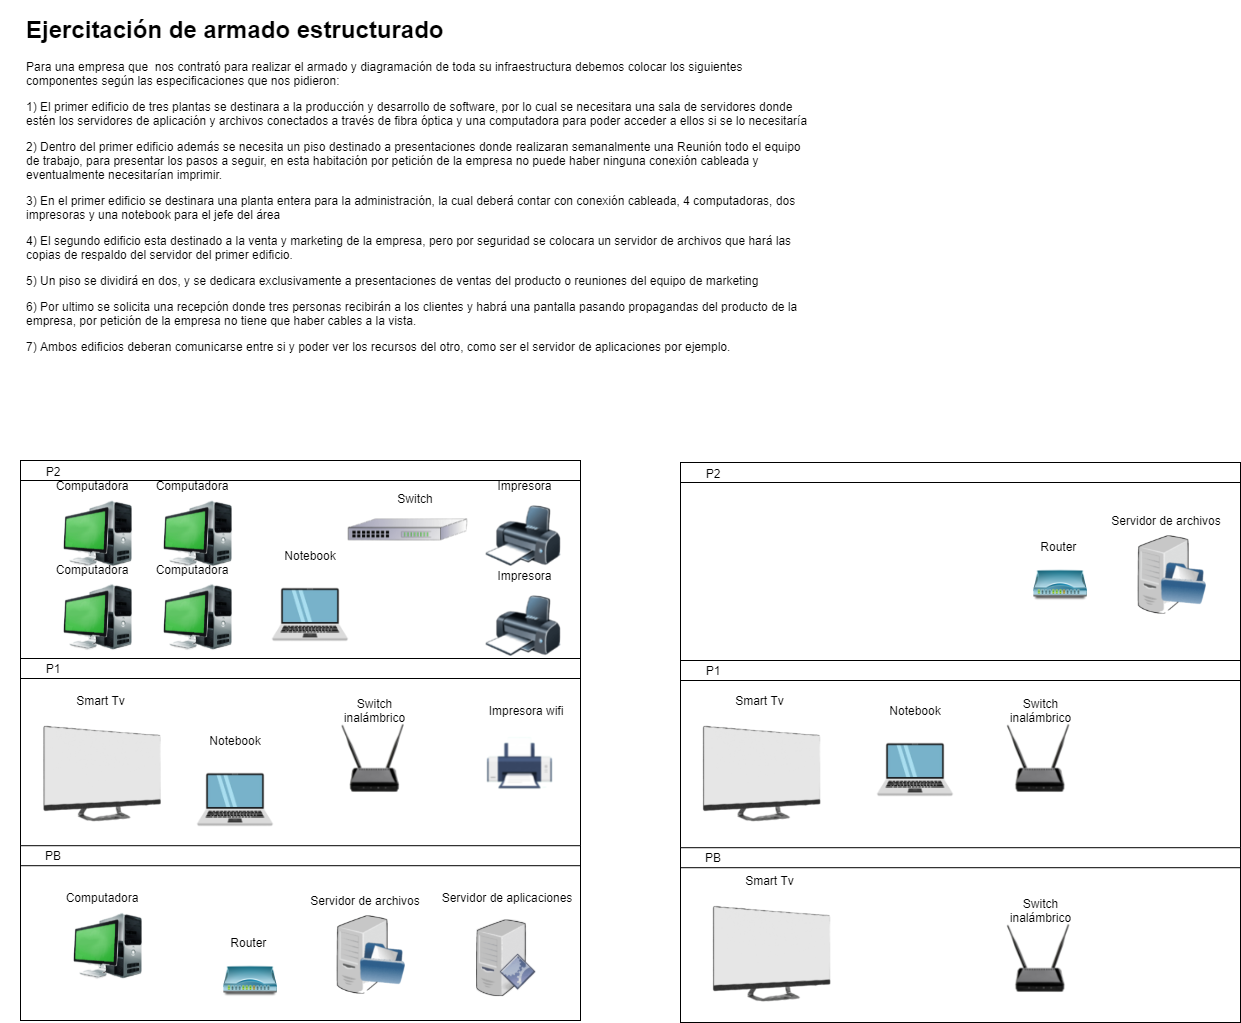 Ejercitación de armado estructurado
Para una empresa que  nos contrató para realizar el armado y diagramación de toda su infraestructura debemos colocar los siguientes
componentes según las especificaciones que nos pidieron:
1) El primer edificio de tres plantas se destinara a la producción y desarrollo de software, por lo cual se necesitara una sala de servidores donde
estén los servidores de aplicación y archivos conectados a través de fibra óptica y una computadora para poder acceder a ellos si se lo necesitaría
2) Dentro del primer edificio además se necesita un piso destinado a presentaciones donde realizaran semanalmente una Reunión todo el equipo
de trabajo, para presentar los pasos a seguir, en esta habitación por petición de la empresa no puede haber ninguna conexión cableada y
eventualmente necesitarían imprimir.
3) En el primer edificio se destinara una planta entera para la administración, la cual deberá contar con conexión cableada, 4 computadoras, dos
impresoras y una notebook para el jefe del área
4) El segundo edificio esta destinado a la venta y marketing de la empresa, pero por seguridad se colocara un servidor de archivos que hará las
copias de respaldo del servidor del primer edificio.
5) Un piso se dividirá en dos, y se dedicara exclusivamente a presentaciones de ventas del producto o reuniones del equipo de marketing
6) Por ultimo se solicita una recepción donde tres personas recibirán a los clientes y habrá una pantalla pasando propagandas del producto de la
empresa, por petición de la empresa no tiene que haber cables a la vista.
7) Ambos edificios deberan comunicarse entre si y poder ver los recursos del otro, como ser el servidor de aplicaciones por ejemplo.
P2
Computadora
Computadora
Switch
Impresora
Notebook
Computadora
Computadora
Impresora
P1
Smart Tv
Switch
inalámbrico
Impresora wifi
Notebook
PB
Computadora
Servidor de archivos
Servidor de aplicaciones
Router
P2
Servidor de archivos
Router
P1
Smart Tv
Notebook
Switch
inalámbrico
PB
Smart Tv
Switch
inalámbrico